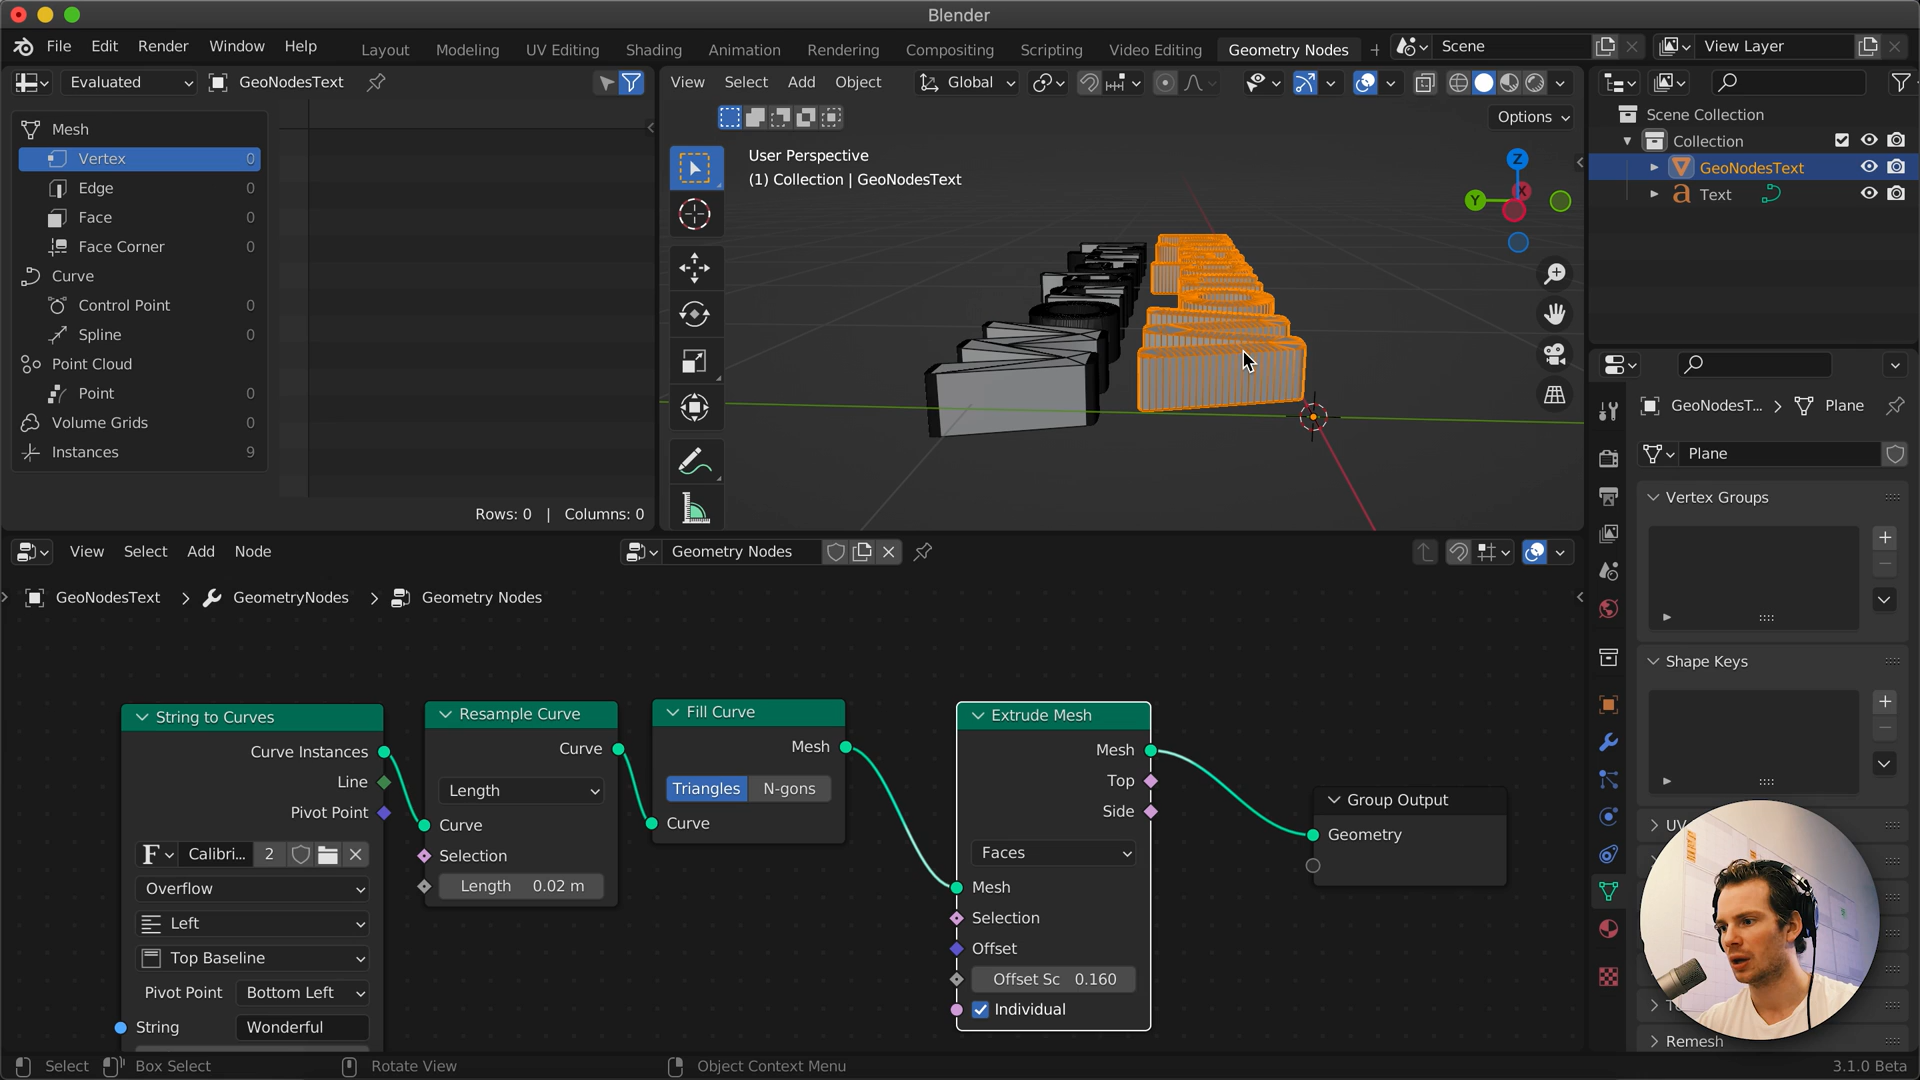 Blender
File Edit Render Window Help
Layout Modeling UV Editing Shading Animation Rendering Compositing Scripting Video Editing Geometry Nodes +
Scene
View Layer
Evaluated GeoNodesText
View Select Add Object Global
Options
Mesh
Vertex 0
Edge 0
Face 0
Face Corner 0
Curve
Control Point 0
Spline 0
Point Cloud
Point 0
Volume Grids 0
Instances 9
Rows: 0 | Columns: 0
User Perspective
(1) Collection | GeoNodesText
Z
Y
X
Scene Collection
Collection
GeoNodesText
Text
GeoNodesT... > Plane
Plane
Vertex Groups
Shape Keys
UV
Remesh
View Select Add Node
Geometry Nodes
GeoNodesText > GeometryNodes > Geometry Nodes
String to Curves
Curve Instances
Line
Pivot Point
F Calibri... 2
Overflow
Left
Top Baseline
Pivot Point Bottom Left
String Wonderful
Resample Curve
Curve
Length
Curve
Selection
Length 0.02 m
Fill Curve
Mesh
Triangles N-gons
Curve
Extrude Mesh
Mesh
Top
Side
Faces
Mesh
Selection
Offset
Offset Sc 0.160
Individual
Group Output
Geometry
Select Box Select Rotate View Object Context Menu 3.1.0 Beta